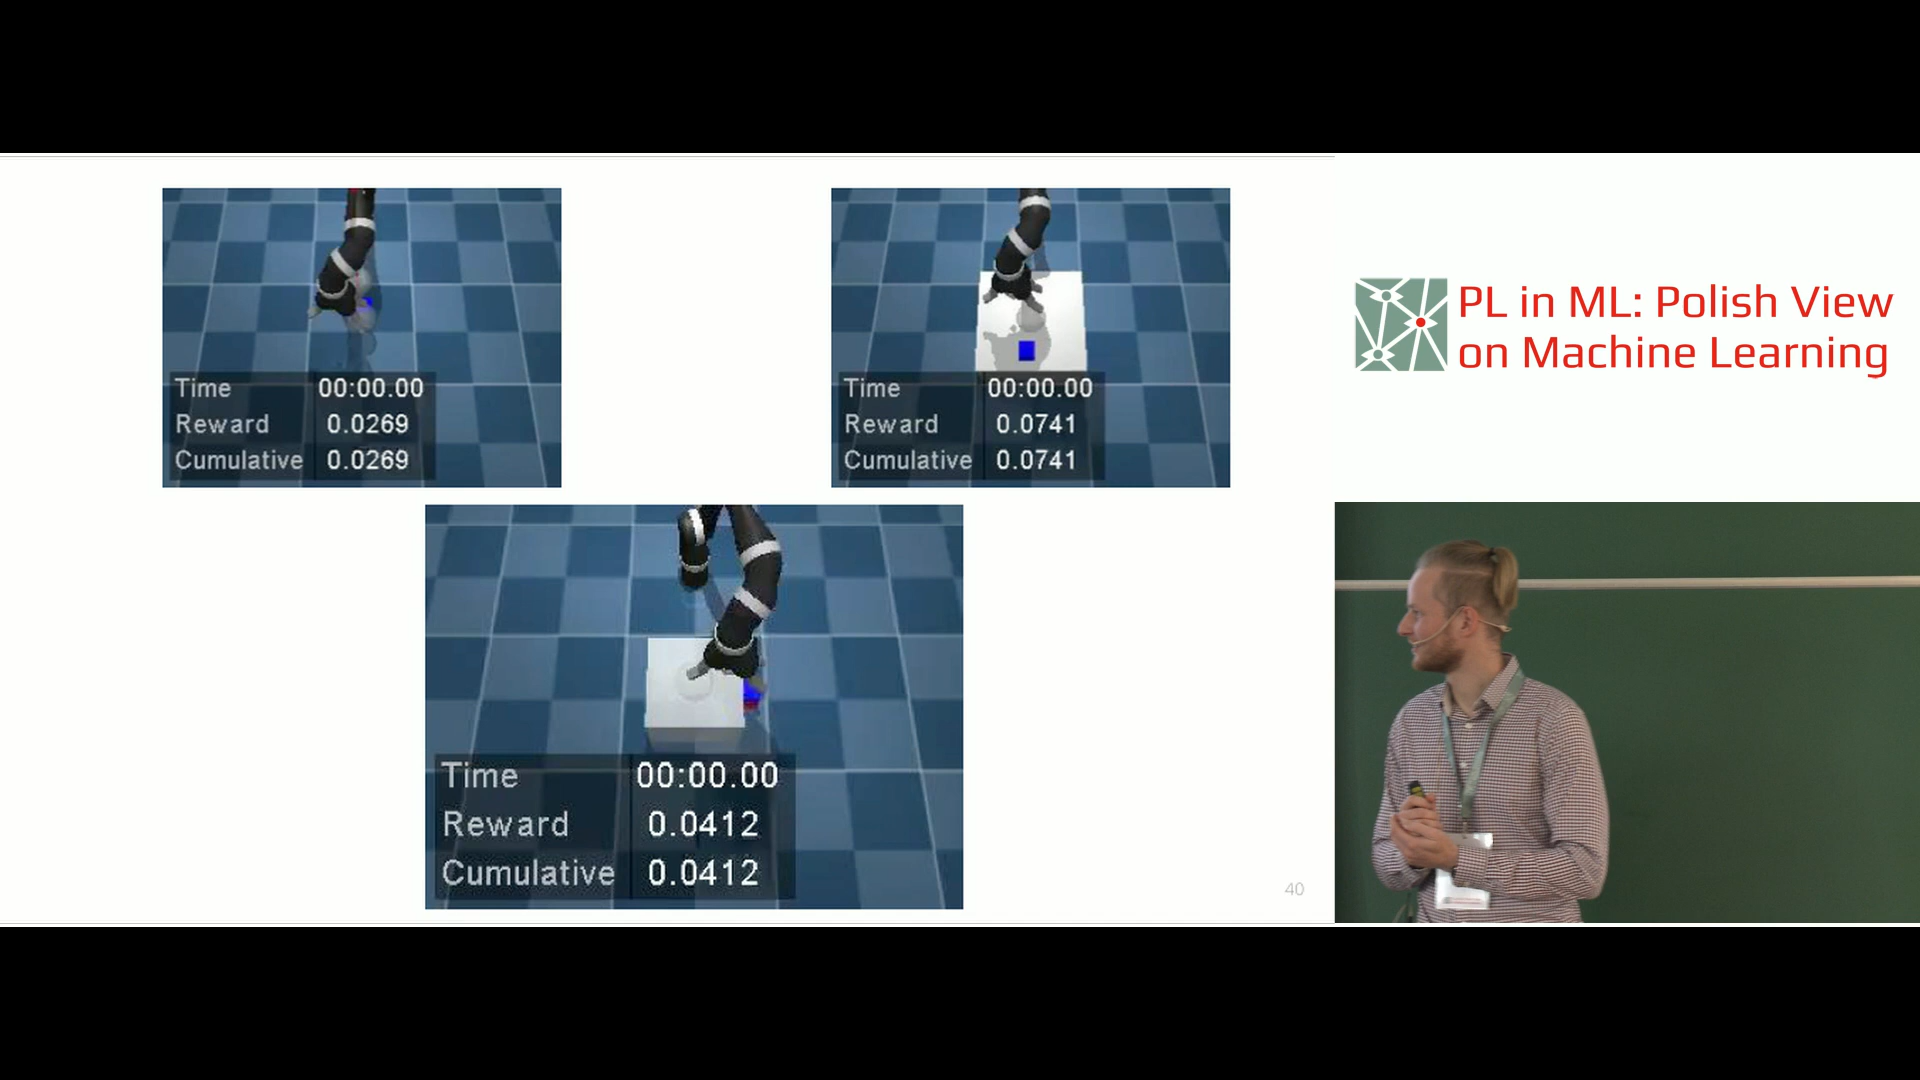 Time 00:00.00
Reward 0.0269
Cumulative 0.0269
Time 00:00.00
Reward 0.0741
Cumulative 0.0741
Time 00:00.00
Reward 0.0412
Cumulative 0.0412
40
PL in ML: Polish View
on Machine Learning